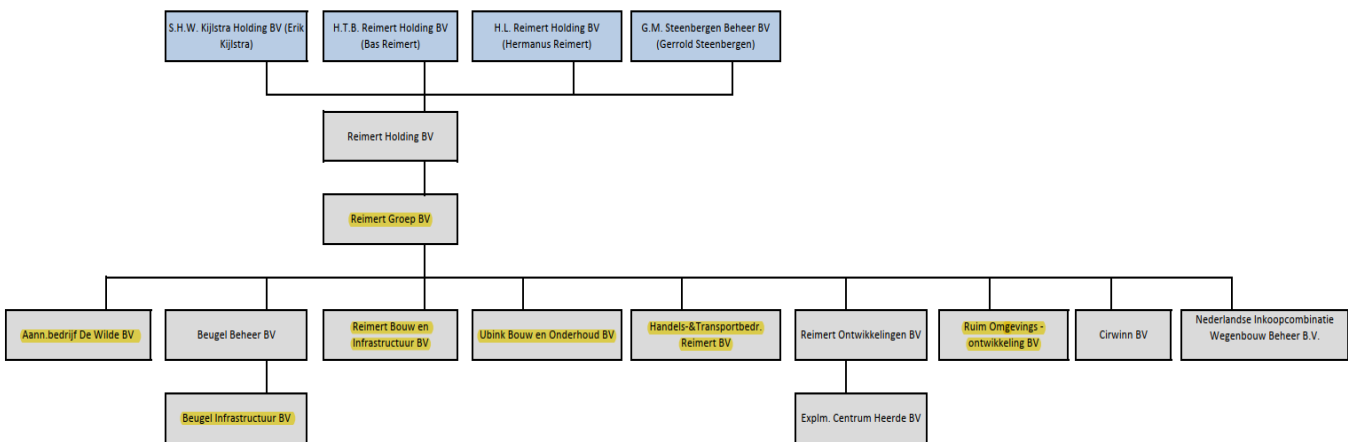 S.H.W. Kijlstra Holding BV (Erik
Kijlstra)
H.T.B. Reimert Holding BV
(Bas Reimert)
H.L. Reimert Holding BV
(Hermanus Reimert)
G.M. Steenbergen Beheer BV
(Gerrold Steenbergen)
Reimert Holding BV
Reimert Groep BV
Aann.bedrijf De Wilde BV
Beugel Beheer BV
Reimert Bouw en
Infrastructuur BV
Ubink Bouw en Onderhoud BV
Handels-&Transportbedr.
Reimert BV
Reimert Ontwikkelingen BV
Ruim Omgevings -
ontwikkeling BV
Cirwinn BV
Nederlandse Inkoopcombinatie
Wegenbouw Beheer B.V.
Beugel Infrastructuur BV
Explm. Centrum Heerde BV